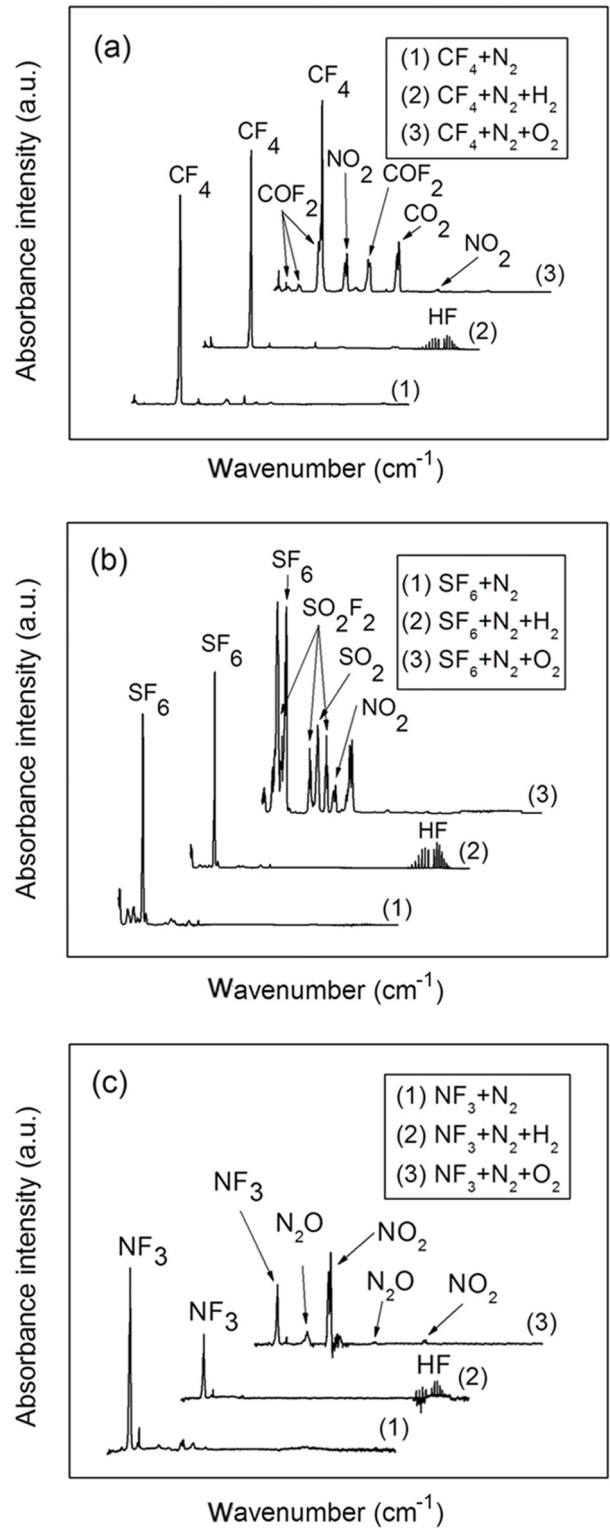 Absorbance intensity (a.u.)
(a)
(1) CF₄+N₂
(2) CF₄+N₂+H₂
(3) CF₄+N₂+O₂
CF₄
CF₄
CF₄
COF₂
NO₂
COF₂
CO₂
NO₂
(3)
HF
(2)
(1)
Wavenumber (cm⁻¹)
Absorbance intensity (a.u.)
(b)
(1) SF₆+N₂
(2) SF₆+N₂+H₂
(3) SF₆+N₂+O₂
SF₆
SO₂F₂
SF₆
SO₂
SF₆
NO₂
(3)
HF
(2)
(1)
Wavenumber (cm⁻¹)
Absorbance intensity (a.u.)
(c)
(1) NF₃+N₂
(2) NF₃+N₂+H₂
(3) NF₃+N₂+O₂
NF₃
N₂O
NO₂
NF₃
NF₃
N₂O
NO₂
(3)
HF
(2)
(1)
Wavenumber (cm⁻¹)